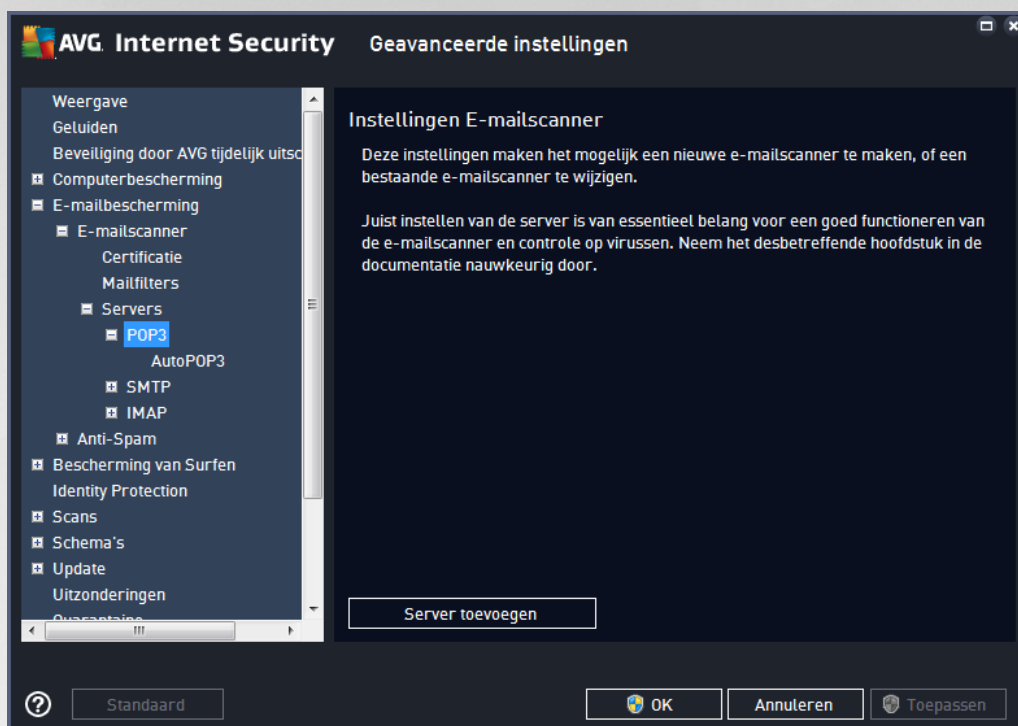 AVG. Internet Security
Geavanceerde instellingen
Weergave
Geluiden
Beveiliging door AVG tijdelijk uitsc
Computerbescherming
E-mailbescherming
E-mailscanner
Certificatie
Mailfilters
Servers
POP3
AutoPOP3
SMTP
IMAP
Anti-Spam
Bescherming van Surfen
Identity Protection
Scans
Schema's
Update
Uitzonderingen
Quarantaine
Instellingen E-mailscanner
Deze instellingen maken het mogelijk een nieuwe e-mailscanner te maken, of een
bestaande e-mailscanner te wijzigen.
Juist instellen van de server is van essentieel belang voor een goed functioneren van
de e-mailscanner en controle op virussen. Neem het desbetreffende hoofdstuk in de
documentatie nauwkeurig door.
Server toevoegen
Standaard
OK
Annuleren
Toepassen